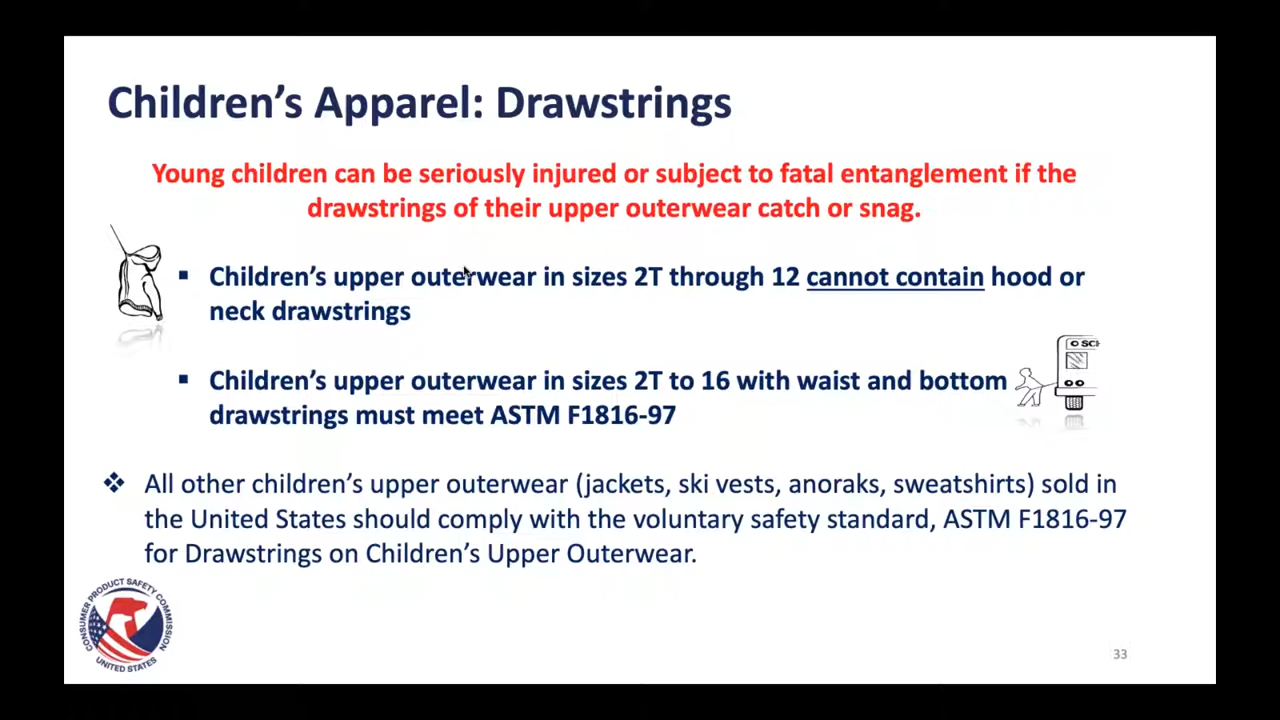 Children's Apparel: Drawstrings
Young children can be seriously injured or subject to fatal entanglement if the
drawstrings of their upper outerwear catch or snag.
▪ Children's upper outerwear in sizes 2T through 12 cannot contain hood or
neck drawstrings
SCH
▪ Children's upper outerwear in sizes 2T to 16 with waist and bottom
drawstrings must meet ASTM F1816-97
❖ All other children's upper outerwear (jackets, ski vests, anoraks, sweatshirts) sold in
the United States should comply with the voluntary safety standard, ASTM F1816-97
for Drawstrings on Children's Upper Outerwear.
CONSUMER PRODUCT SAFETY COMMISSION
UNITED STATES
33